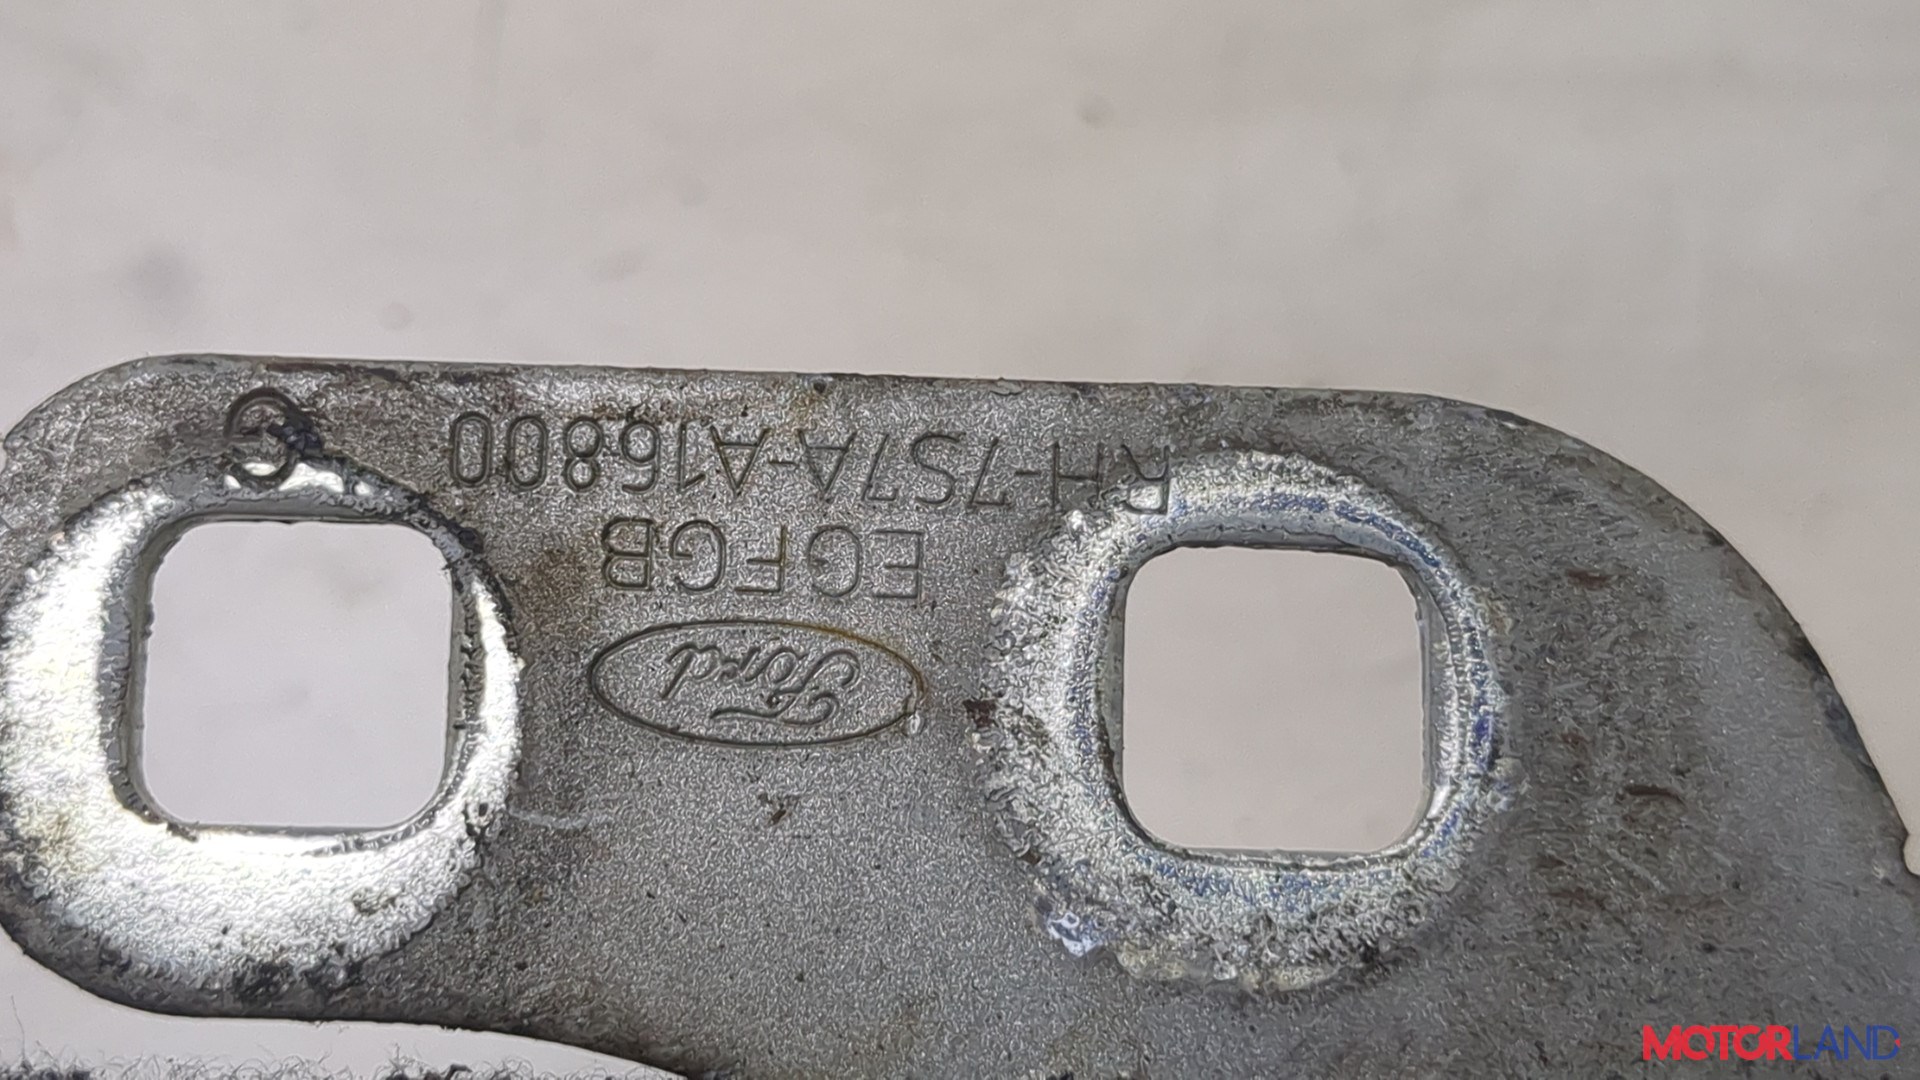 Ford
EGFGB
RH-7S7A-A16800
G
MOTORLAND